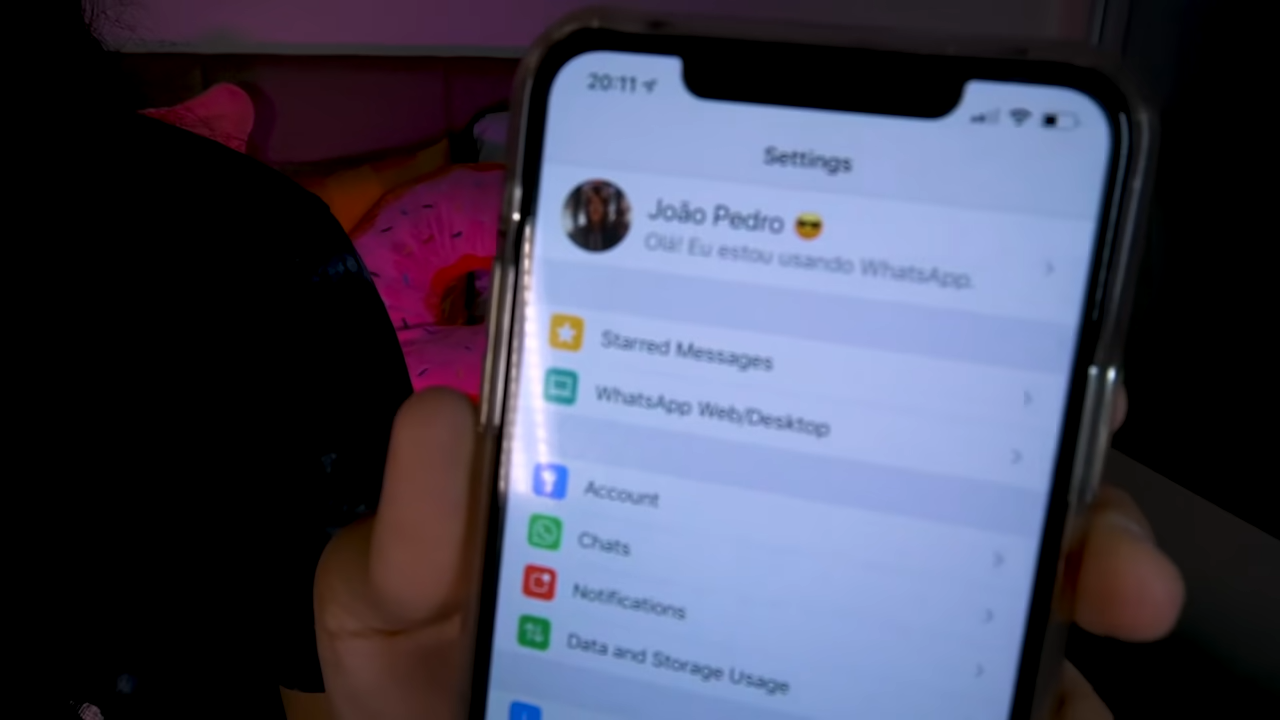 20:11
Settings
João Pedro 😎
Olá! Eu estou usando WhatsApp.
Starred Messages
WhatsApp Web/Desktop
Account
Chats
Notifications
Data and Storage Usage